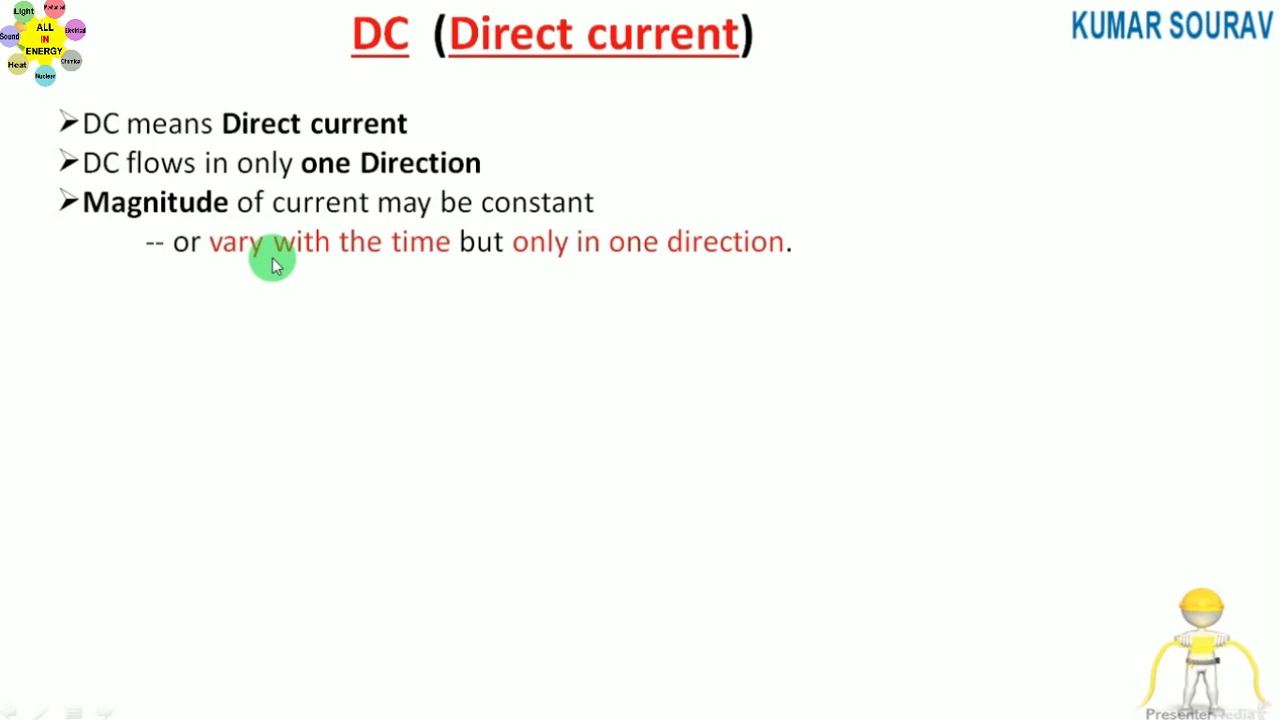 Light
Sound
ALL
IN
ENERGY
Electrical
Heat
Nuclear
DC (Direct current)
KUMAR SOURAV
➢DC means Direct current
➢DC flows in only one Direction
➢Magnitude of current may be constant
-- or vary with the time but only in one direction.
PresenterMedia